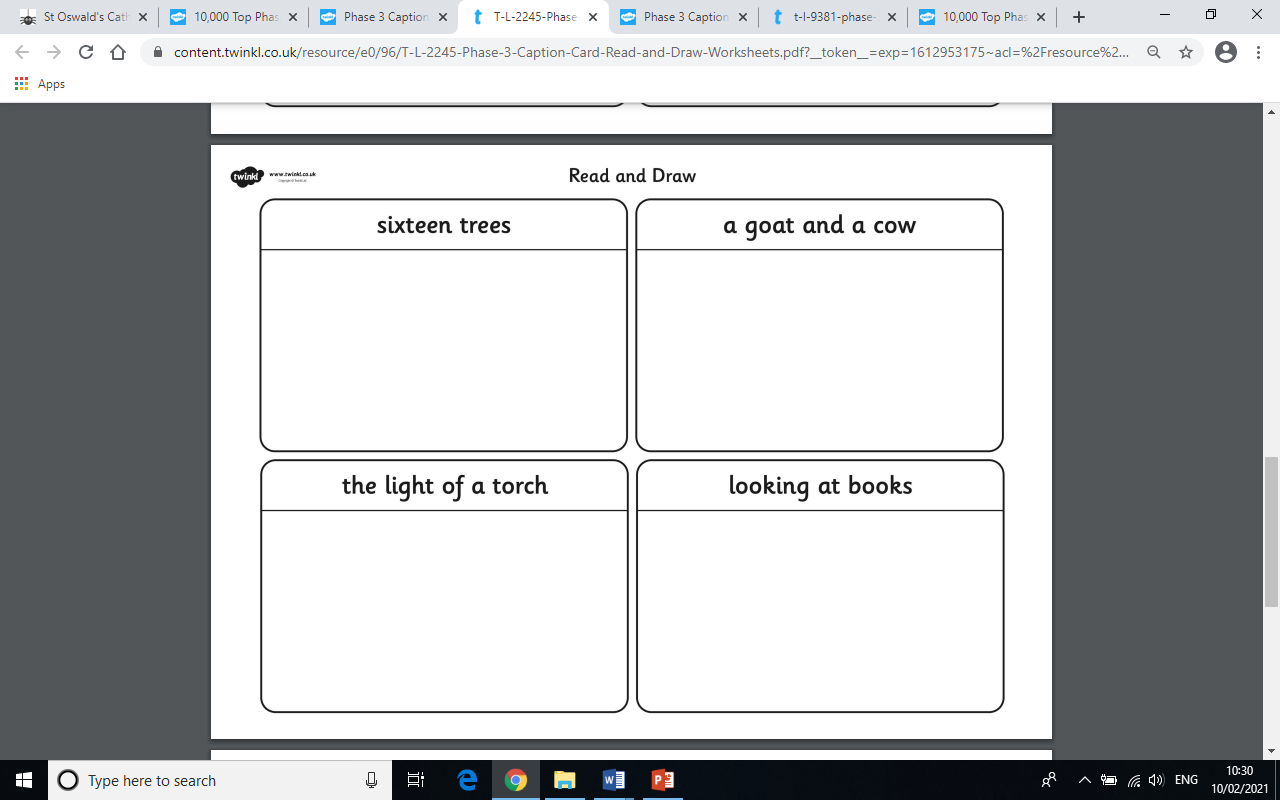 St Oswald's Cath
10,000 Top Phas
Phase 3 Caption
T-L-2245-Phase-
Phase 3 Caption
t-l-9381-phase-
10,000 Top Phas
content.twinkl.co.uk/resource/e0/96/T-L-2245-Phase-3-Caption-Card-Read-and-Draw-Worksheets.pdf?__token__=exp=1612953175~acl=%2Fresource%2...
Apps
twinkl www.twinkl.co.uk
Read and Draw
sixteen trees
a goat and a cow
the light of a torch
looking at books
Type here to search
ENG
10:30
10/02/2021